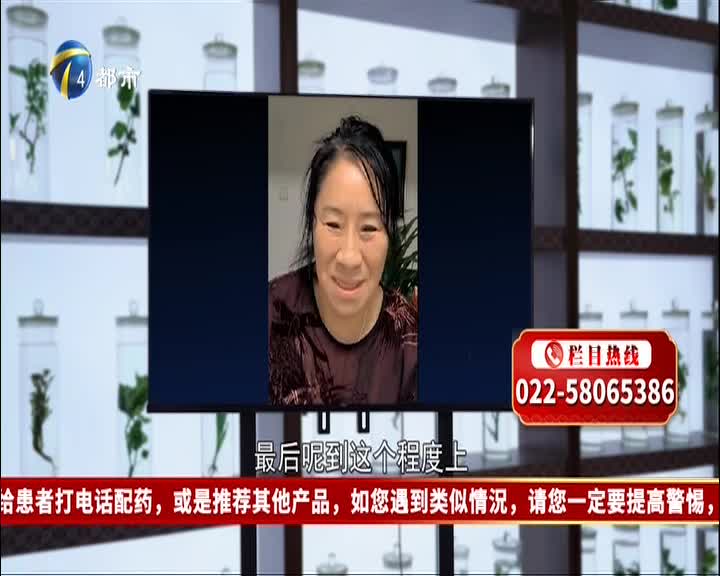 4 都市
栏目热线
022-58065386
最后呢到这个程度上
给患者打电话配药，或是推荐其他产品，如您遇到类似情况，请您一定要提高警惕，